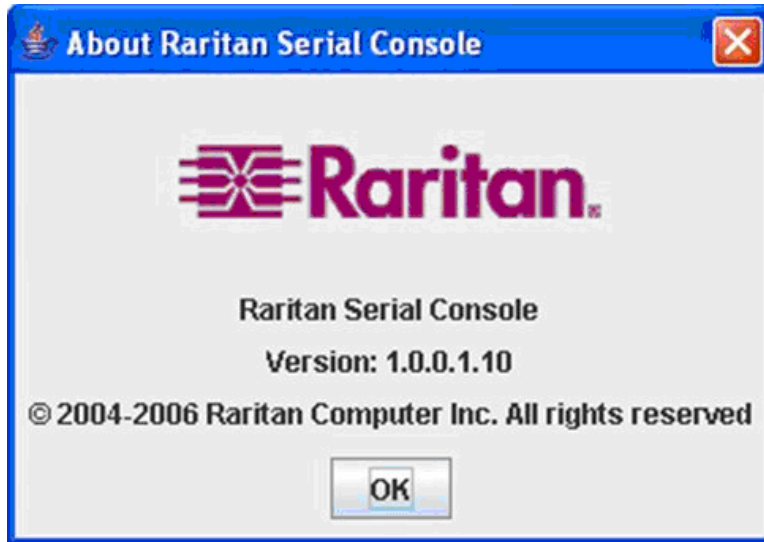 About Raritan Serial Console
Raritan.
Raritan Serial Console
Version: 1.0.0.1.10
© 2004-2006 Raritan Computer Inc. All rights reserved
OK